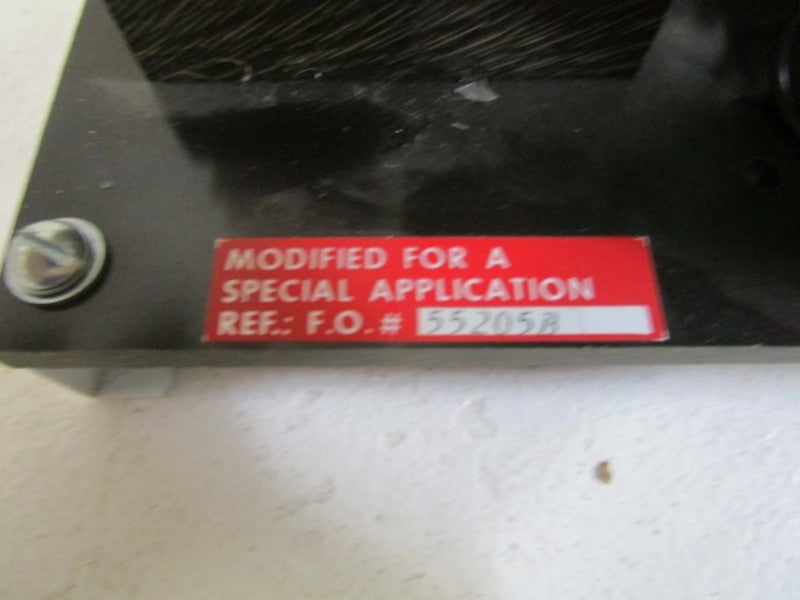 MODIFIED FOR A
SPECIAL APPLICATION
REF.: F.O. # 55205B